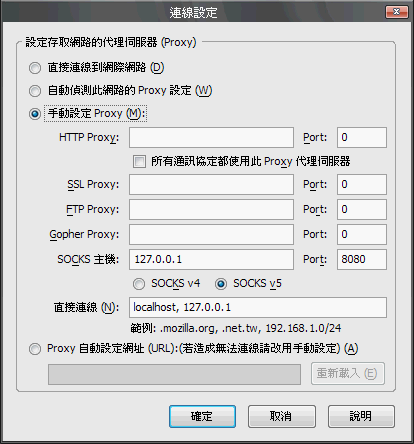 連線設定
設定存取網路的代理伺服器 (Proxy)
直接連線到網際網路 (D)
自動偵測此網路的 Proxy 設定 (W)
手動設定 Proxy (M):
HTTP Proxy: Port: 0
所有通訊協定都使用此 Proxy 代理伺服器
SSL Proxy: Port: 0
FTP Proxy: Port: 0
Gopher Proxy: Port: 0
SOCKS 主機: 127.0.0.1 Port: 8080
SOCKS v4 SOCKS v5
直接連線 (N): localhost, 127.0.0.1
範例: .mozilla.org, .net.tw, 192.168.1.0/24
Proxy 自動設定網址 (URL):(若造成無法連線請改用手動設定) (A)
重新載入 (E)
確定 取消 說明